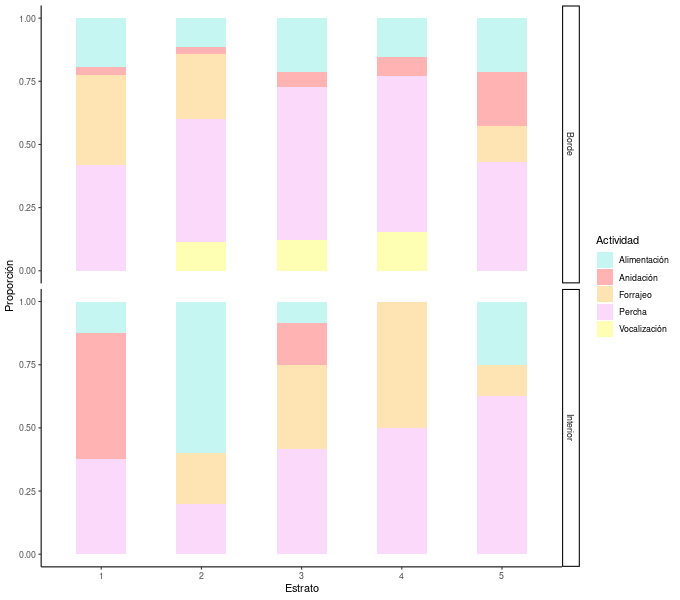 Proporción
1.00
0.75
0.50
0.25
0.00
Borde
1.00
0.75
0.50
0.25
0.00
Interior
1 2 3 4 5
Estrato
Actividad
Alimentación
Anidación
Forrajeo
Percha
Vocalización